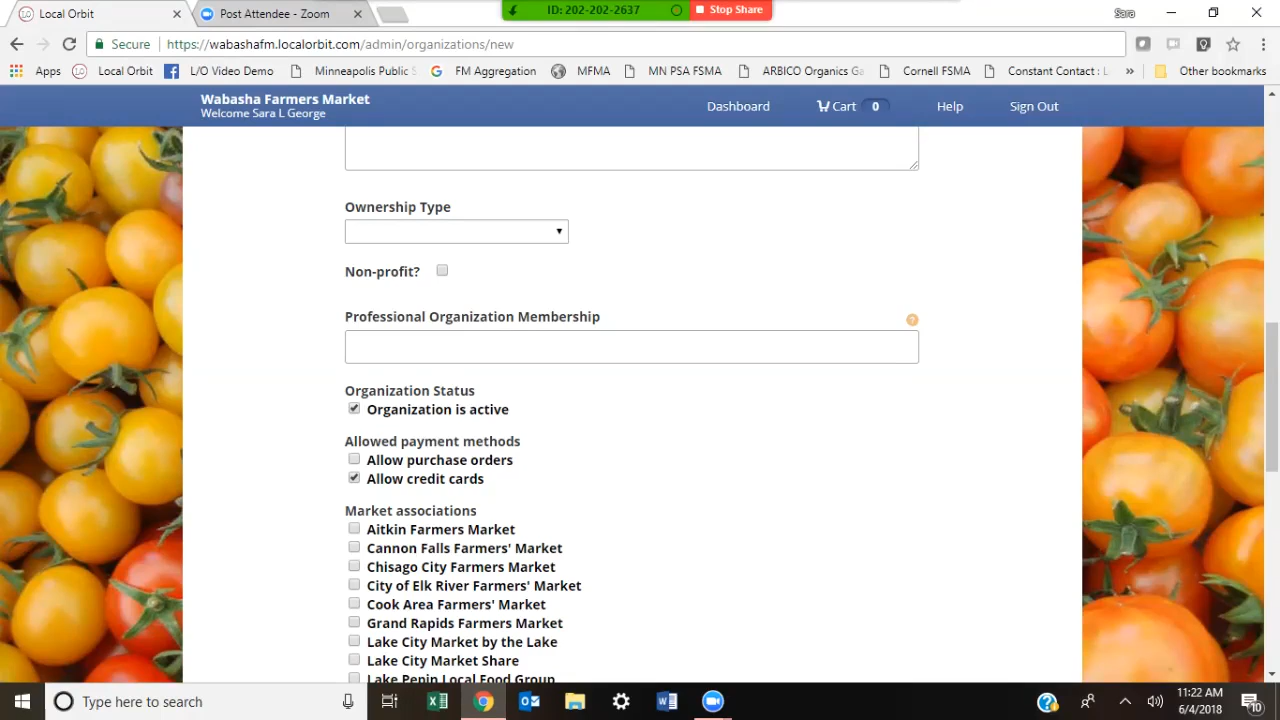 Local Orbit
Post Attendee - Zoom
ID: 202-202-2637
Stop Share
Sara
Secure
https://wabashafm.localorbit.com/admin/organizations/new
Apps
Local Orbit
L/O Video Demo
Minneapolis Public S
FM Aggregation
MFMA
MN PSA FSMA
ARBICO Organics Ga
Cornell FSMA
Constant Contact : L
»
Other bookmarks
Wabasha Farmers Market
Welcome Sara L George
Dashboard
Cart 0
Help
Sign Out
Ownership Type
Non-profit?
Professional Organization Membership
?
Organization Status
Organization is active
Allowed payment methods
Allow purchase orders
Allow credit cards
Market associations
Aitkin Farmers Market
Cannon Falls Farmers' Market
Chisago City Farmers Market
City of Elk River Farmers' Market
Cook Area Farmers' Market
Grand Rapids Farmers Market
Lake City Market by the Lake
Lake City Market Share
Lake Pepin Local Food Group
Type here to search
11:22 AM
6/4/2018
10